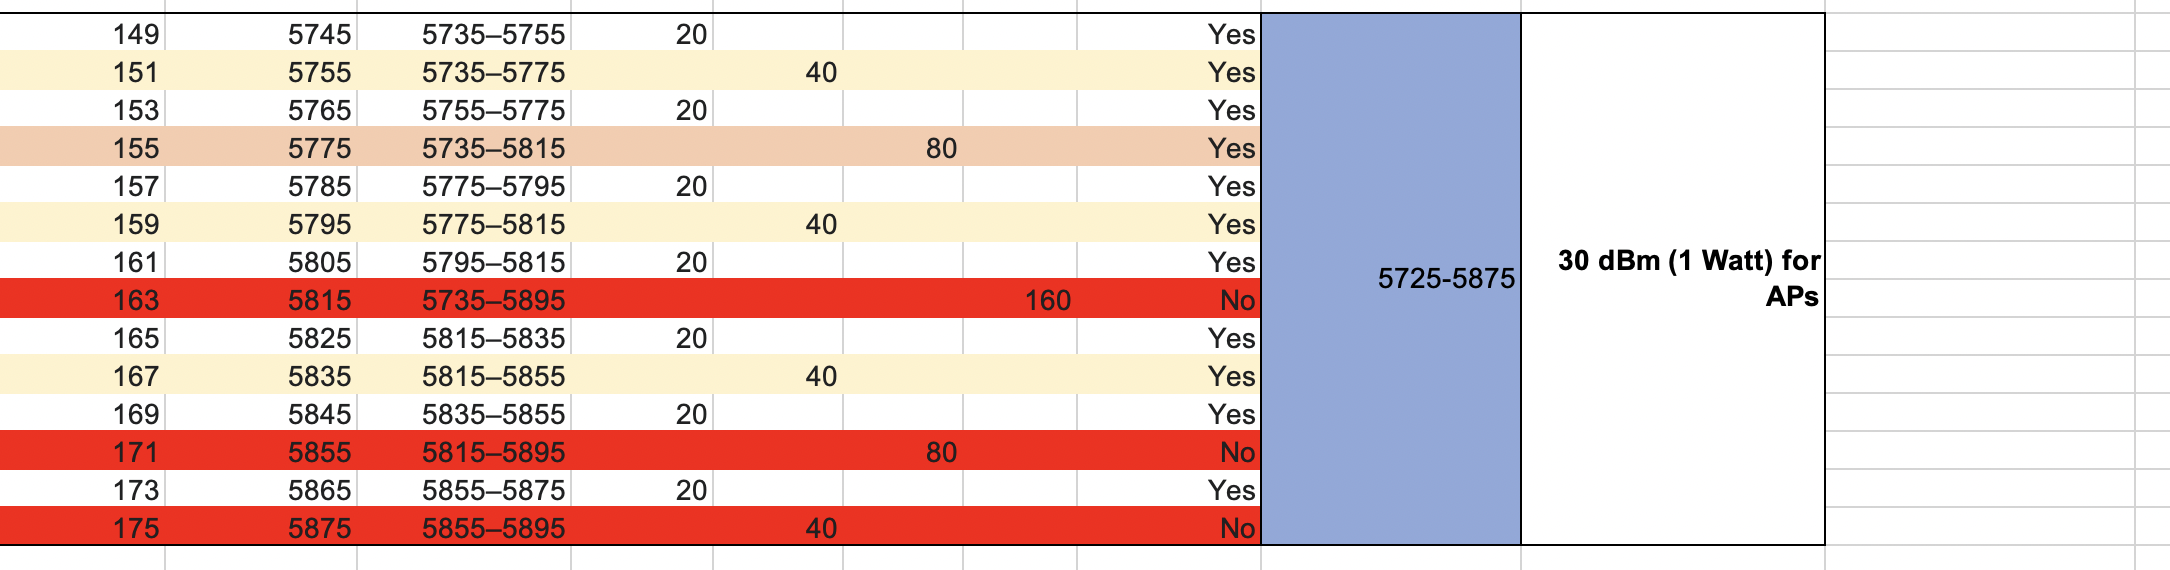 149 5745 5735–5755 20 Yes
151 5755 5735–5775 40 Yes
153 5765 5755–5775 20 Yes
155 5775 5735–5815 80 Yes
157 5785 5775–5795 20 Yes
159 5795 5775–5815 40 Yes
161 5805 5795–5815 20 Yes
163 5815 5735–5895 160 No
165 5825 5815–5835 20 Yes
167 5835 5815–5855 40 Yes
169 5845 5835–5855 20 Yes
171 5855 5815–5895 80 No
173 5865 5855–5875 20 Yes
175 5875 5855–5895 40 No
5725-5875
30 dBm (1 Watt) for
APs